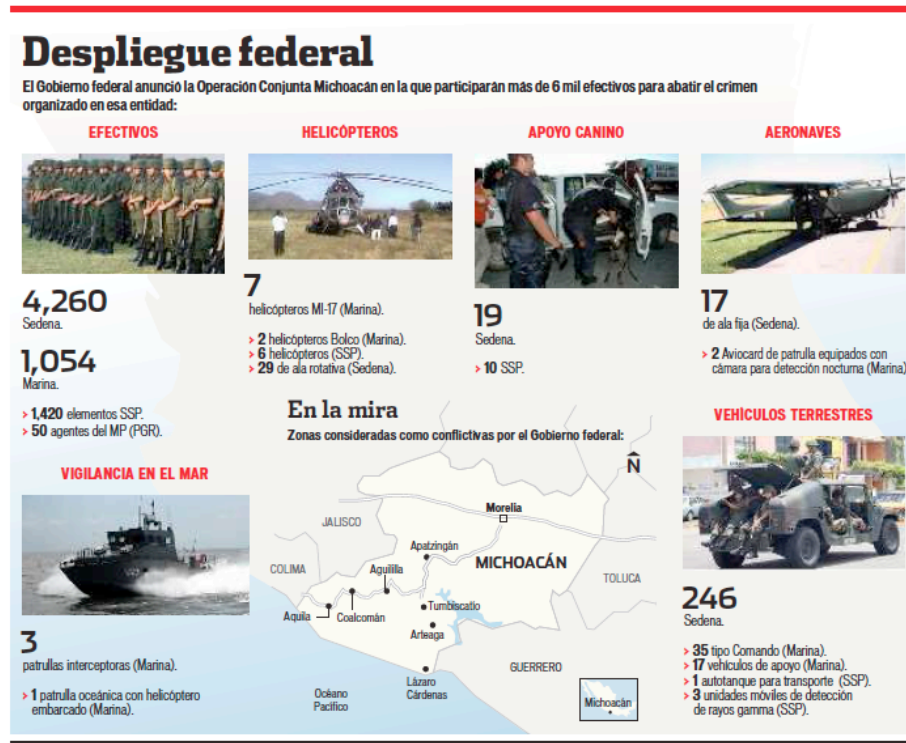 Despliegue federal
El Gobierno federal anunció la Operación Conjunta Michoacán en la que participarán más de 6 mil efectivos para abatir el crimen
organizado en esa entidad:
EFECTIVOS
4,260
Sedena.
1,054
Marina.
> 1,420 elementos SSP.
> 50 agentes del MP (PGR).
HELICÓPTEROS
7
helicópteros MI-17 (Marina).
> 2 helicópteros Bolco (Marina).
> 6 helicópteros (SSP).
> 29 de ala rotativa (Sedena).
APOYO CANINO
19
Sedena.
> 10 SSP.
AERONAVES
17
de ala fija (Sedena).
> 2 Aviocard de patrulla equipados con
cámara para detección nocturna (Marina)
VIGILANCIA EN EL MAR
3
patrullas interceptoras (Marina).
> 1 patrulla oceánica con helicóptero
embarcado (Marina).
En la mira
Zonas consideradas como conflictivas por el Gobierno federal:
N
Morelia
JALISCO
Apatzingán
MICHOACÁN
COLIMA
Aguililla
TOLUCA
Tumbiscatio
Aquila
Coalcomán
Arteaga
GUERRERO
Lázaro
Cárdenas
Océano
Pacífico
Michoacán
VEHÍCULOS TERRESTRES
246
Sedena.
> 35 tipo Comando (Marina).
> 17 vehículos de apoyo (Marina).
> 1 autotanque para transporte (SSP).
> 3 unidades móviles de detección
de rayos gamma (SSP).